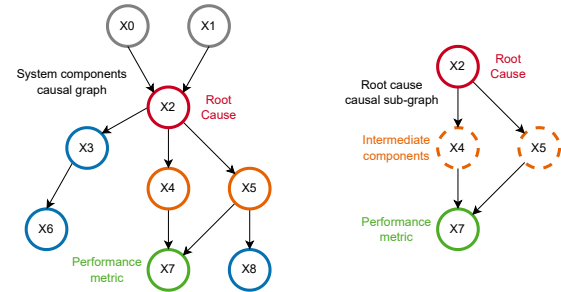 X0
X1
System components
causal graph
X2
Root
Cause
X3
X4
X5
X6
Performance
metric
X7
X8
X2
Root
Cause
Root cause
causal sub-graph
Intermediate
components
X4
X5
Performance
metric
X7